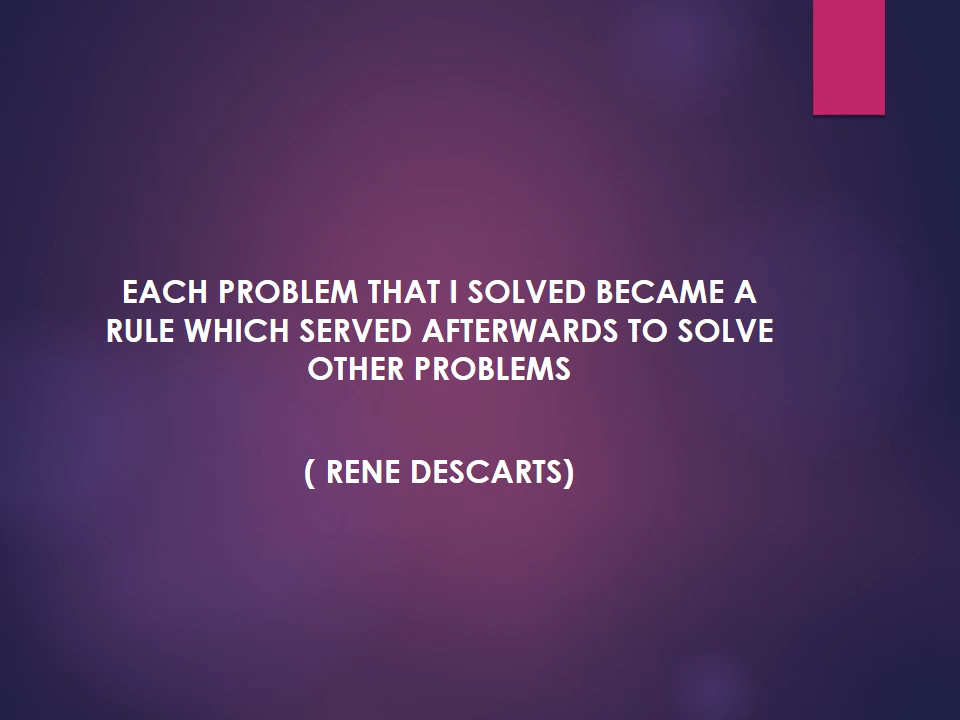 EACH PROBLEM THAT I SOLVED BECAME A
RULE WHICH SERVED AFTERWARDS TO SOLVE
OTHER PROBLEMS
( RENE DESCARTS)